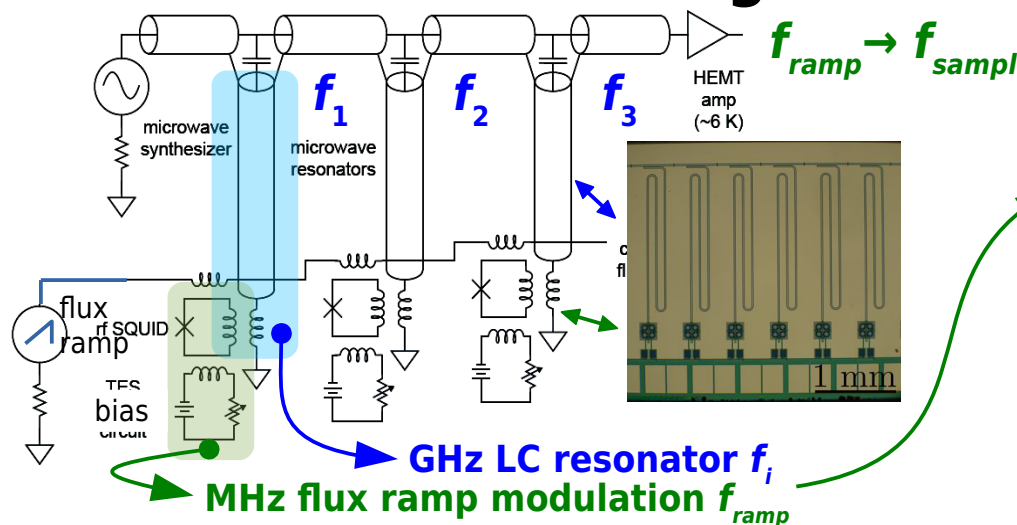 f_ramp → f_sampl
HEMT
amp
(~6 K)
f_1
f_2
f_3
microwave
synthesizer
microwave
resonators
flux
ramp
rf SQUID
TES
bias
circuit
1 mm
GHz LC resonator f_i
MHz flux ramp modulation f_ramp